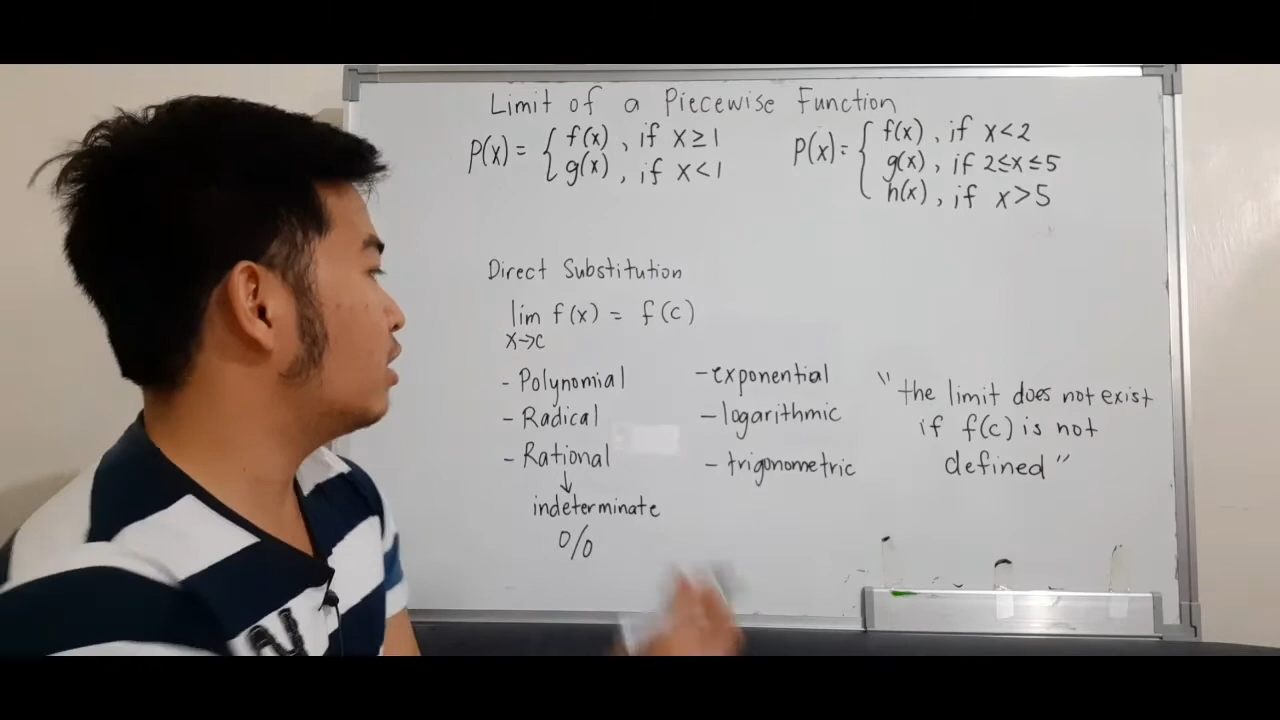 Limit of a Piecewise Function
P(x) = { f(x) , if x ≥ 1
g(x) , if x < 1
P(x) = { f(x) , if x < 2
g(x) , if 2 ≤ x ≤ 5
h(x) , if x > 5
Direct Substitution
lim f(x) = f(c)
x→c
- Polynomial
- Radical
- Rational
↓
indeterminate
0/0
- exponential
- logarithmic
- trigonometric
"the limit does not exist
if f(c) is not
defined"